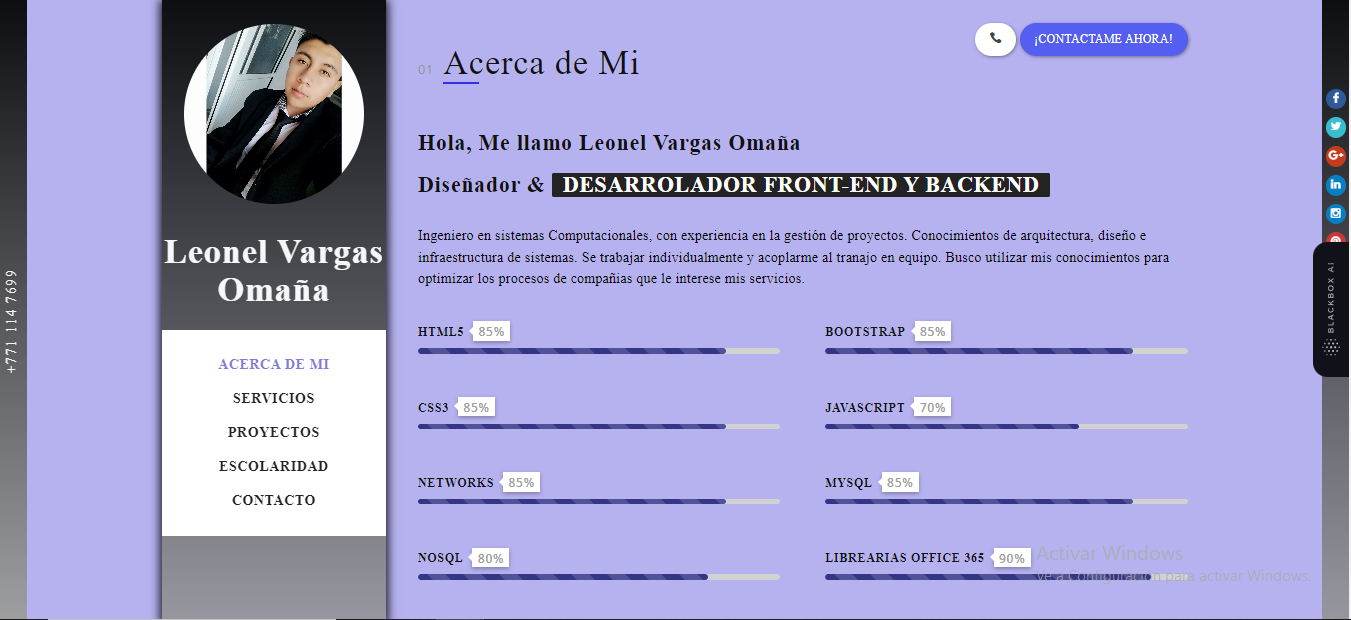 +771 114 7699
Leonel Vargas
Omaña
ACERCA DE MI
SERVICIOS
PROYECTOS
ESCOLARIDAD
CONTACTO
¡CONTACTAME AHORA!
01 Acerca de Mi
Hola, Me llamo Leonel Vargas Omaña
Diseñador & DESARROLADOR FRONT-END Y BACKEND
Ingeniero en sistemas Computacionales, con experiencia en la gestión de proyectos. Conocimientos de arquitectura, diseño e
infraestructura de sistemas. Se trabajar individualmente y acoplarme al tranajo en equipo. Busco utilizar mis conocimientos para
optimizar los procesos de compañias que le interese mis servicios.
HTML5 85%
BOOTSTRAP 85%
CSS3 85%
JAVASCRIPT 70%
NETWORKS 85%
MYSQL 85%
NOSQL 80%
LIBREARIAS OFFICE 365 90%
Activar Windows
Ve a Configuración para activar Windows.
BLACKBOX AI